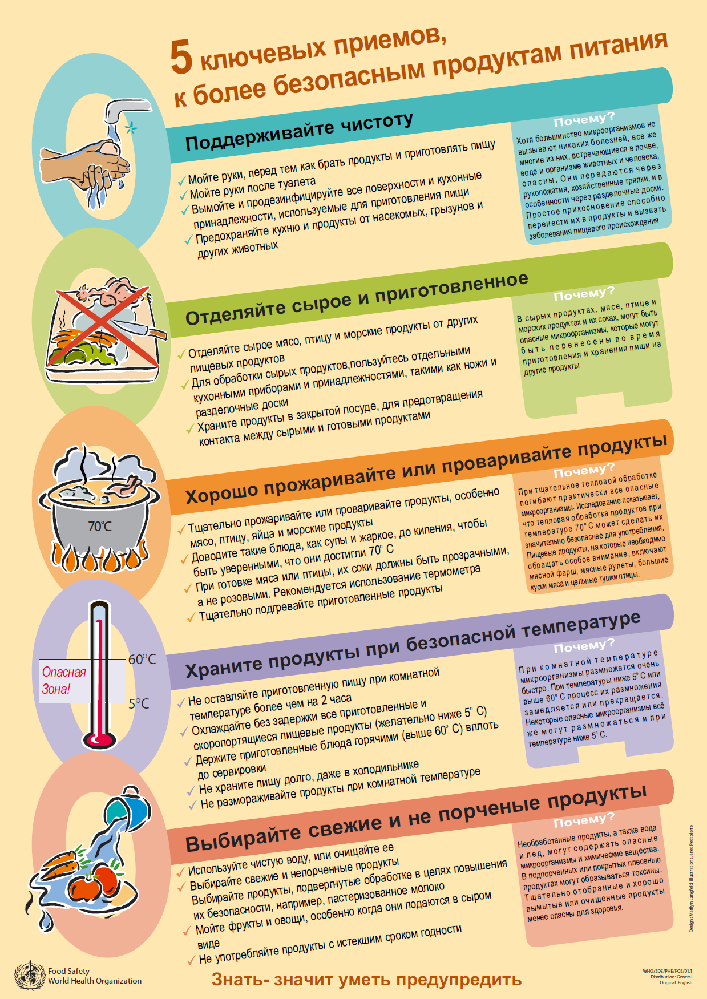 5 ключевых приемов,
к более безопасным продуктам питания
Поддерживайте чистоту
Мойте руки, перед тем как брать продукты и приготовлять пищу
Мойте руки после туалета
Вымойте и продезинфицируйте все поверхности и кухонные
принадлежности, используемые для приготовления пищи
Предохраняйте кухню и продукты от насекомых, грызунов и
других животных
Почему?
Хотя большинство микроорганизмов не
вызывают никаких болезней, все же
многие из них, встречающиеся в почве,
воде и организме животных и человека,
опасны. Они передаются через
рукопожатия, хозяйственные тряпки, и в
особенности через разделочные доски.
Простое прикосновение способно
перенести их в продукты и вызвать
заболевания пищевого происхождения
Отделяйте сырое и приготовленное
Отделяйте сырое мясо, птицу и морские продукты от других
пищевых продуктов
Для обработки сырых продуктов,пользуйтесь отдельными
кухонными приборами и принадлежностями, такими как ножи и
разделочные доски
Храните продукты в закрытой посуде, для предотвращения
контакта между сырыми и готовыми продуктами
Почему?
В сырых продуктах, мясе, птице и
морских продуктах и их соках, могут быть
опасные микроорганизмы, которые могут
быть перенесены во время
приготовления и хранения пищи на
другие продукты
Хорошо прожаривайте или проваривайте продукты
70°C
Тщательно прожаривайте или проваривайте продукты, особенно
мясо, птицу, яйца и морские продукты
Доводите такие блюда, как супы и жаркое, до кипения, чтобы
быть уверенными, что они достигли 70° С
При готовке мяса или птицы, их соки должны быть прозрачными,
а не розовыми. Рекомендуется использование термометра
Тщательно подгревайте приготовленные продукты
Почему?
При тщательное тепловой обработке
погибают практически все опасные
микроорганизмы. Исследование показывает,
что тепловая обработка продуктов при
температуре 70° С может сделать их
значительно безопаснее для употребления.
Пищевые продукты, на которые необходимо
обращать особое внимание, включают
мясной фарш, мясные рулеты, большие
куски мяса и цельные тушки птицы.
Храните продукты при безопасной температуре
60°C
Опасная
Зона!
5°C
Не оставляйте приготовленную пищу при комнатной
температуре более чем на 2 часа
Охлаждайте без задержки все приготовленные и
скоропортящиеся пищевые продукты (желательно ниже 5° С)
Держите приготовленные блюда горячими (выше 60° С) вплоть
до сервировки
Не храните пищу долго, даже в холодильнике
Не размораживайте продукты при комнатной температуре
Почему?
При комнатной температуре
микроорганизмы размножатся очень
быстро. При температуры ниже 5° С или
выше 60° С процесс их размножения
замедляется или прекращается.
Некоторые опасные микроорганизмы всё
же могут размножаться и при
температуре ниже 5° С.
Выбирайте свежие и не порченые продукты
Используйте чистую воду, или очищайте ее
Выбирайте свежие и непорченные продукты
Выбирайте продукты, подвергнутые обработке в целях повышения
их безопасности, например, пастеризованное молоко
Мойте фрукты и овощи, особенно когда они подаются в сыром
виде
Не употребляйте продукты с истекшим сроком годности
Почему?
Необработанные продукты, а также вода
и лед, могут содержать опасные
микроорганизмы и химические вещества.
В подпорченных или покрытых плесенью
продуктах могут образываться токсины.
Тщательно отобранные и хорошо
вымытые или очищенные продукты
менее опасны для здоровья.
Design : Marilyn Langfeld. Illustration : Janet Petitpierre
Food Safety
World Health Organization
Знать- значит уметь предупредить
WHO/SDE/PHE/FOS/01.1
Distribution : General
Original : English